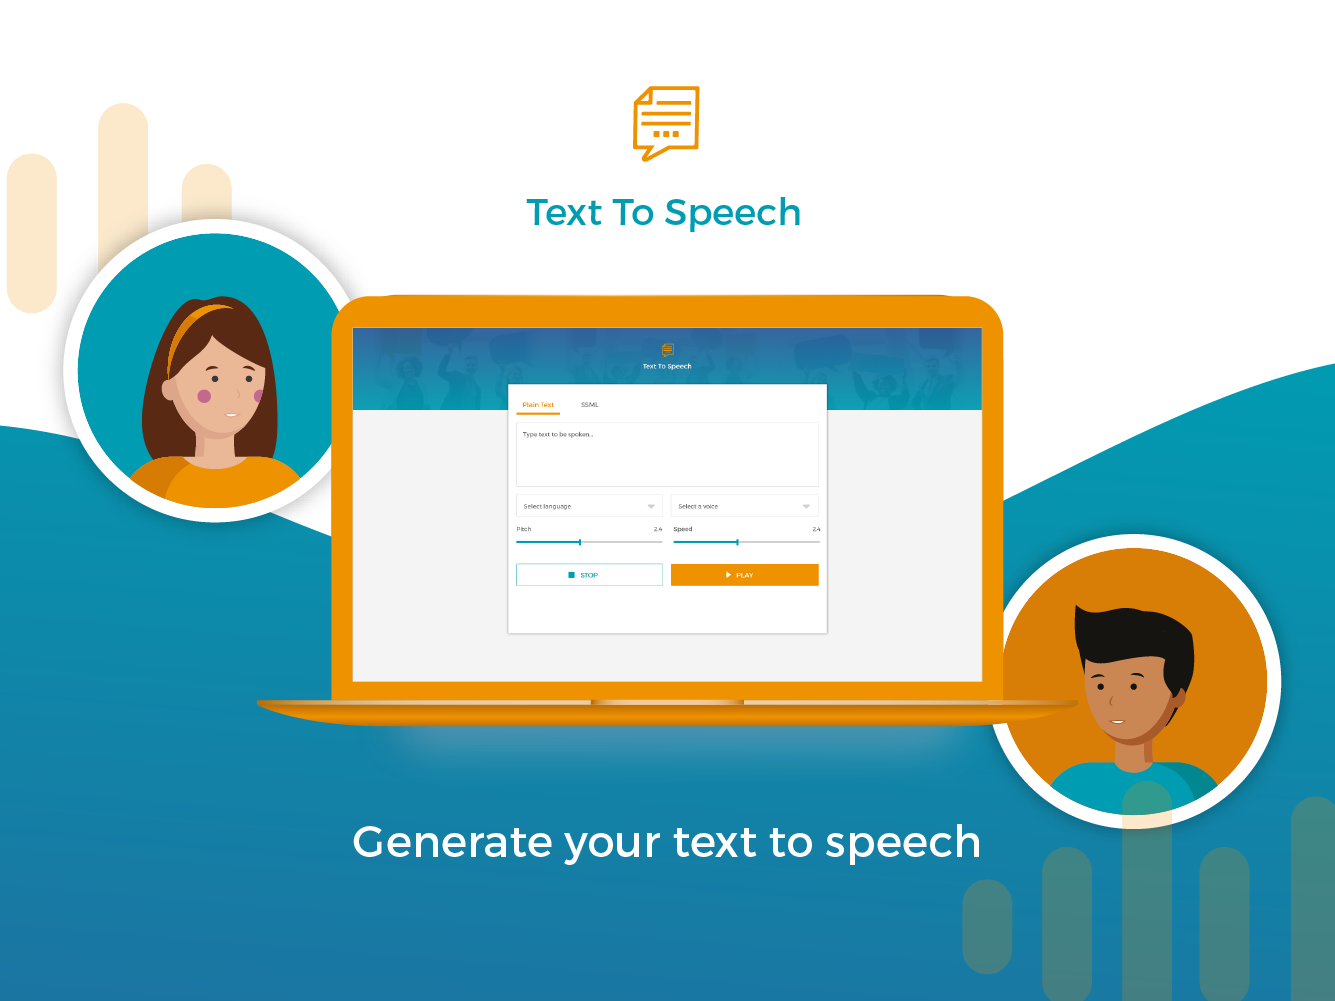 Text To Speech
Text To Speech
Plain Text SSML
Type text to be spoken...
Select language Select a voice
Pitch 2.4 Speed 2.4
STOP PLAY
Generate your text to speech